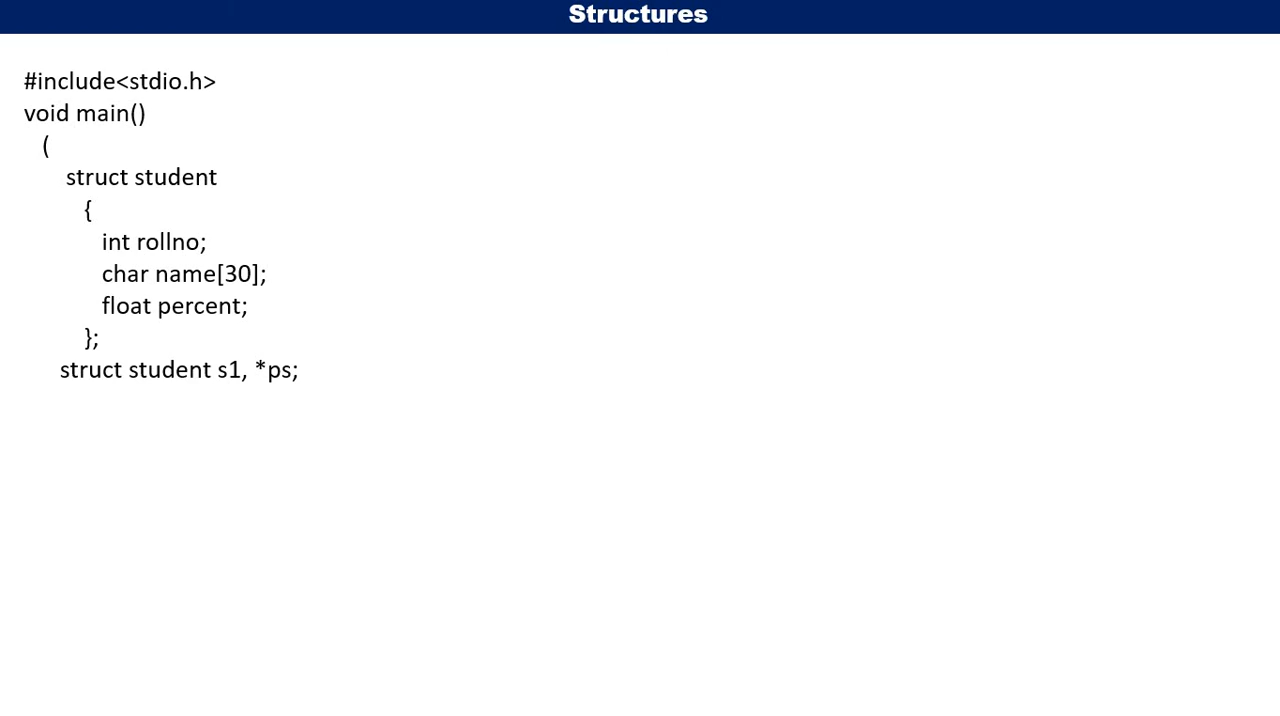 Structures
#include<stdio.h>
void main()
(
struct student
{
int rollno;
char name[30];
float percent;
};
struct student s1, *ps;